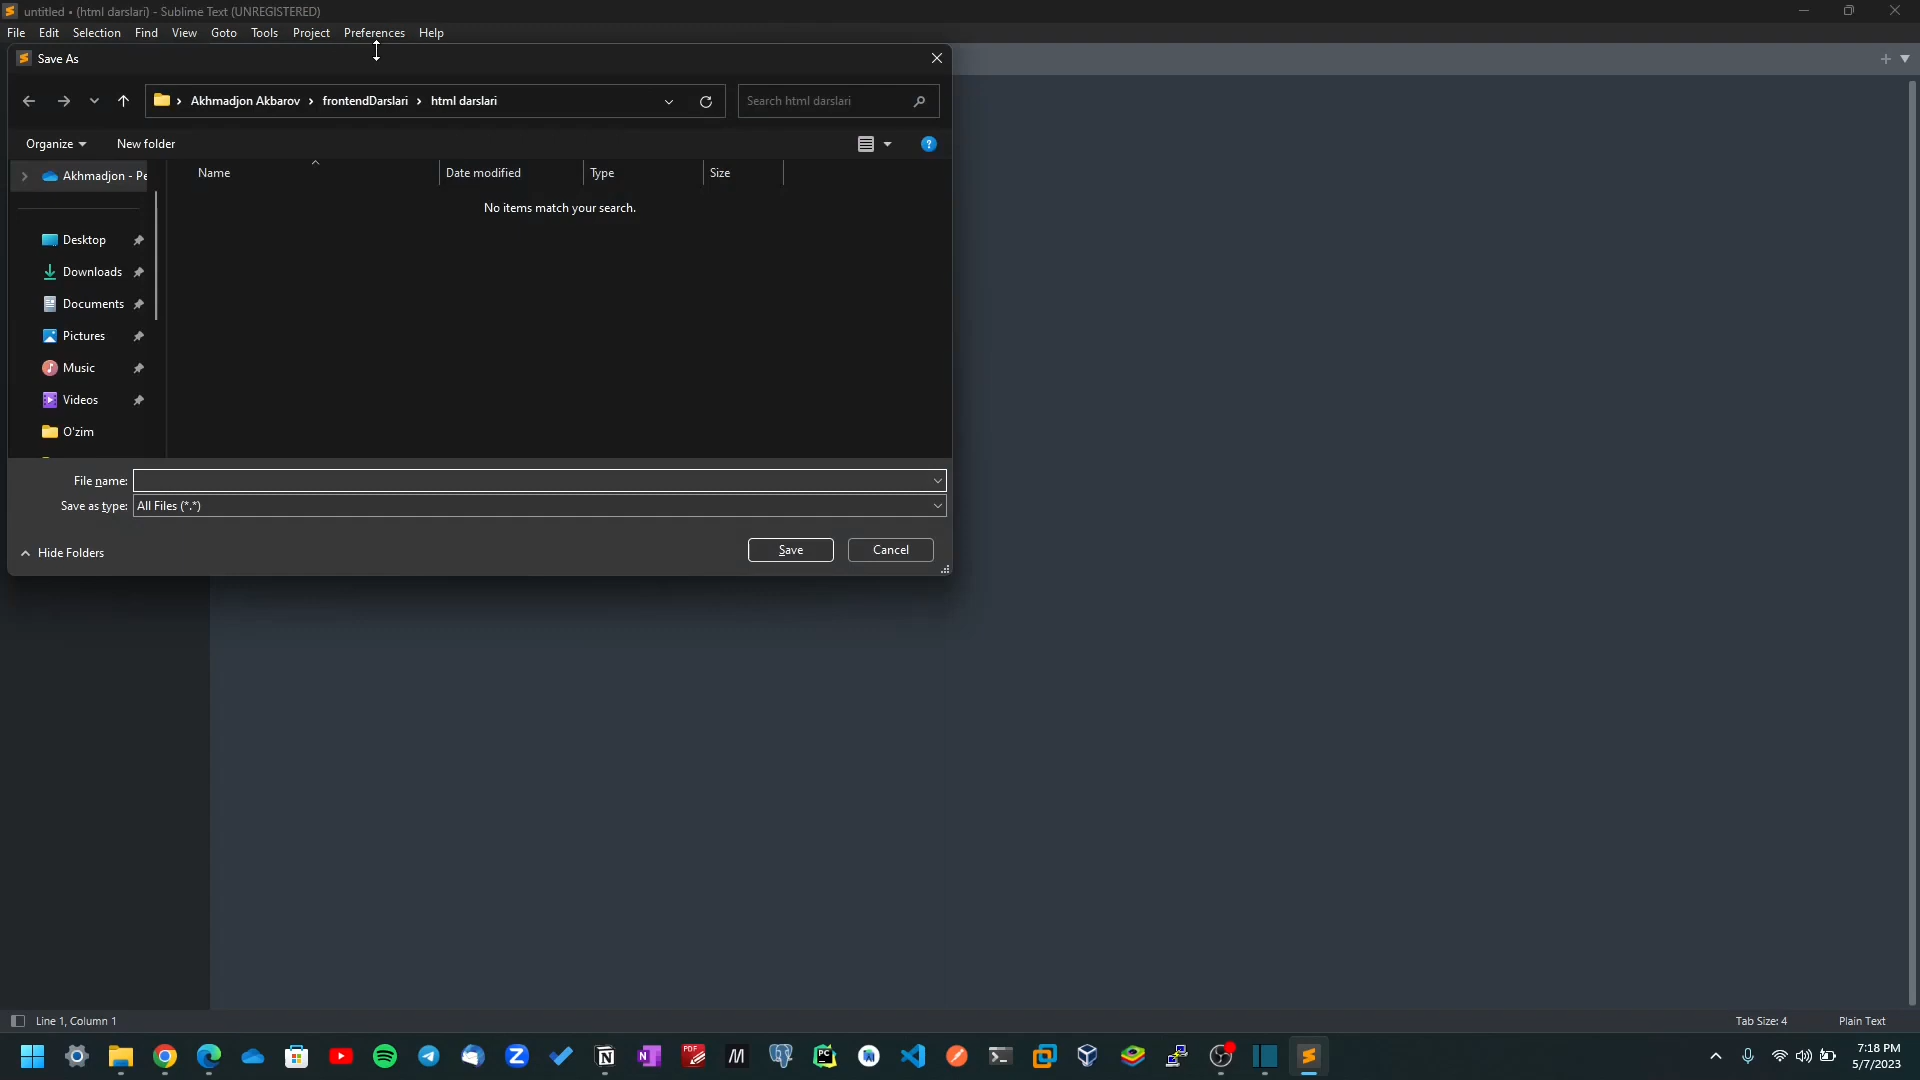 untitled • (html darslari) - Sublime Text (UNREGISTERED)
File Edit Selection Find View Goto Tools Project Preferences Help
Save As
Akhmadjon Akbarov › frontendDarslari › html darslari
Search html darslari
Organize New folder
Akhmadjon - Pe
Name Date modified Type Size
No items match your search.
Desktop
Downloads
Documents
Pictures
Music
Videos
O'zim
File name:
Save as type: All Files (*.*)
Hide Folders
Save Cancel
Line 1, Column 1
Tab Size: 4 Plain Text
7:18 PM
5/7/2023